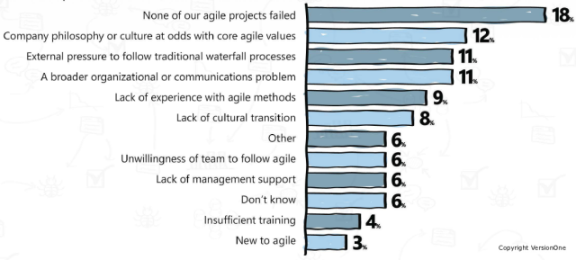 None of our agile projects failed 18%
Company philosophy or culture at odds with core agile values 12%
External pressure to follow traditional waterfall processes 11%
A broader organizational or communications problem 11%
Lack of experience with agile methods 9%
Lack of cultural transition 8%
Other 6%
Unwillingness of team to follow agile 6%
Lack of management support 6%
Don't know 6%
Insufficient training 4%
New to agile 3%
Copyright VersionOne